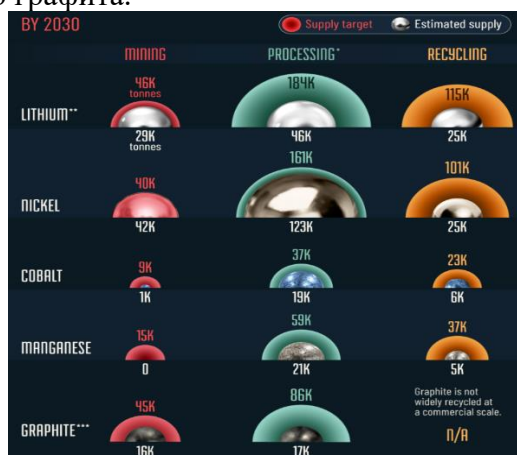 о графита.
BY 2030
Supply target
Estimated supply
MINING
PROCESSING*
RECYCLING
LITHIUM**
46K
tonnes
29K
tonnes
184K
46K
115K
25K
NICKEL
40K
42K
161K
123K
101K
25K
COBALT
9K
1K
37K
19K
23K
6K
MANGANESE
15K
0
59K
21K
37K
5K
GRAPHITE***
45K
16K
86K
17K
Graphite is not
widely recycled at
a commercial scale.
N/A